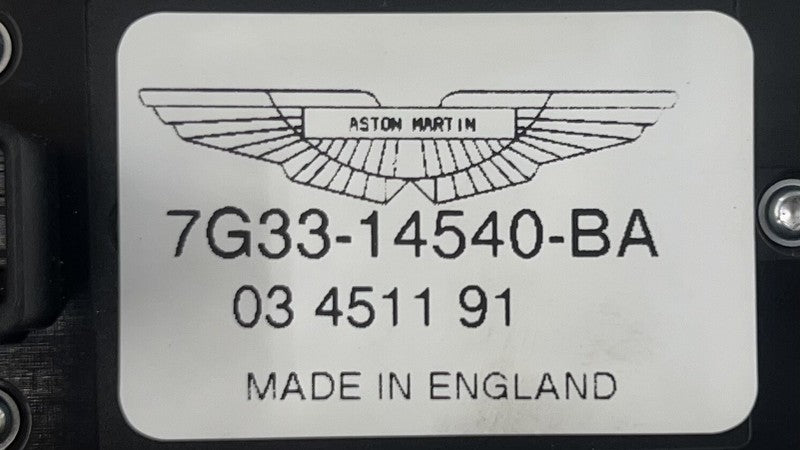 ASTON MARTIN
7G33-14540-BA
03 4511 91
MADE IN ENGLAND